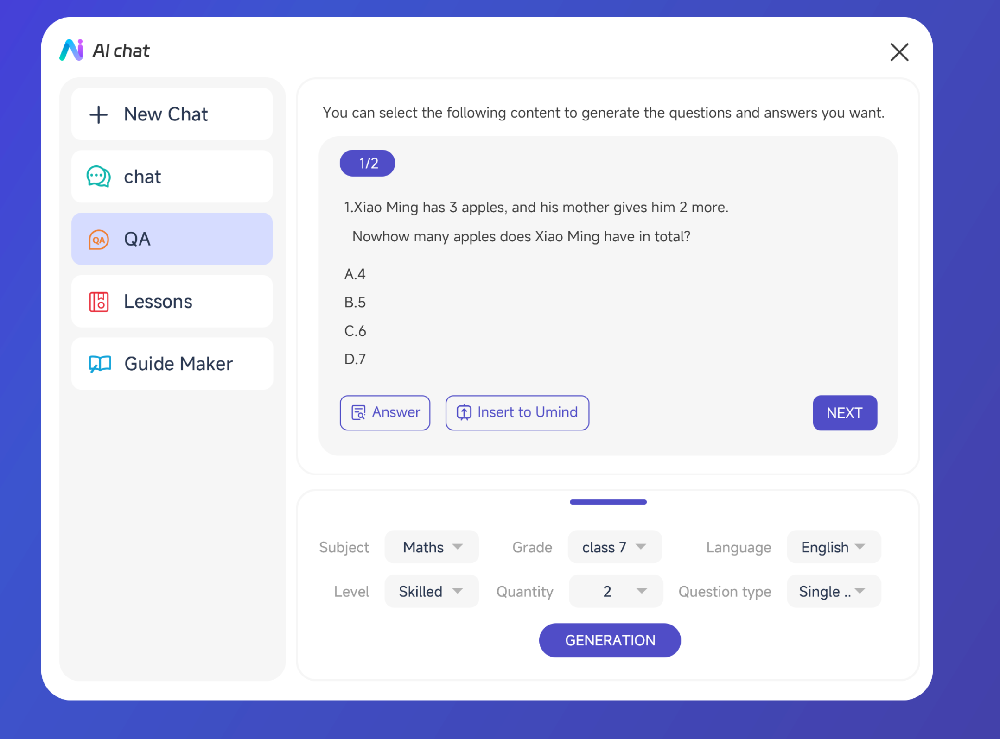 AI chat
New Chat
chat
QA
QA
Lessons
Guide Maker
You can select the following content to generate the questions and answers you want.
1/2
1.Xiao Ming has 3 apples, and his mother gives him 2 more.
Nowhow many apples does Xiao Ming have in total?
A.4
B.5
C.6
D.7
Answer
Insert to Umind
NEXT
Subject Maths Grade class 7 Language English
Level Skilled Quantity 2 Question type Single ..
GENERATION